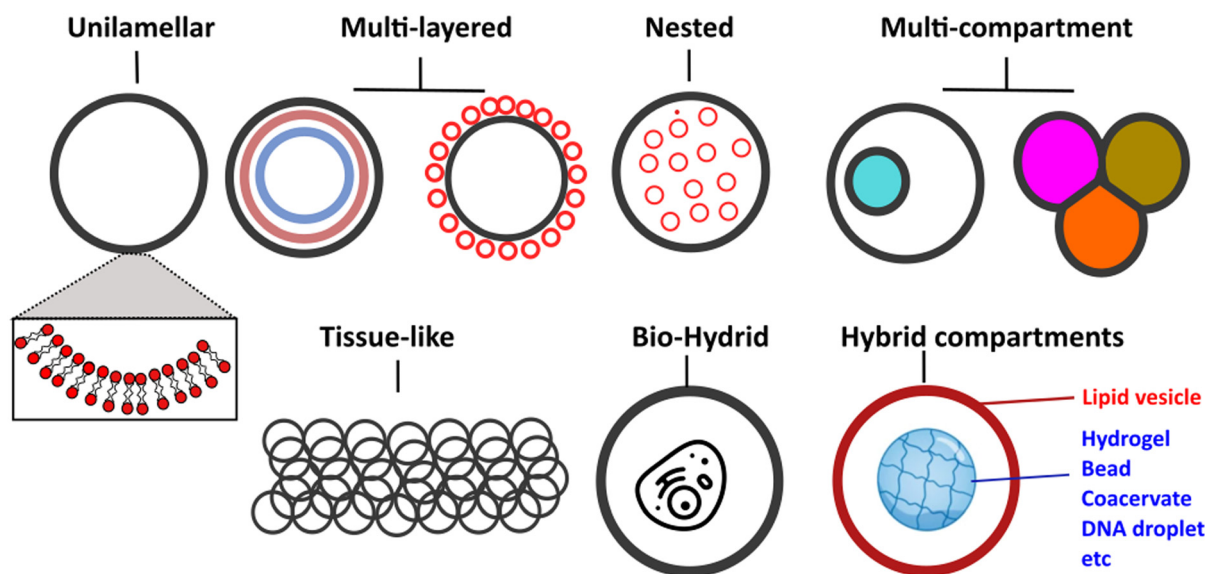 Unilamellar
Multi-layered
Nested
Multi-compartment
Tissue-like
Bio-Hydrid
Hybrid compartments
Lipid vesicle
Hydrogel
Bead
Coacervate
DNA droplet
etc